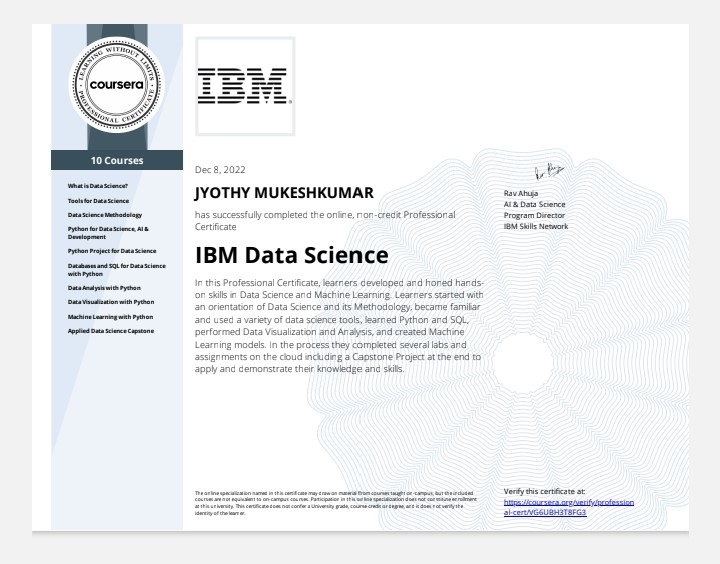 LEARNING WITHOUT LIMITS
coursera
PROFESSIONAL CERTIFICATE
10 Courses
What is Data Science?
Tools for Data Science
Data Science Methodology
Python for Data Science, AI &
Development
Python Project for Data Science
Databases and SQL for Data Science
with Python
Data Analysis with Python
Data Visualization with Python
Machine Learning with Python
Applied Data Science Capstone
IBM
Dec 8, 2022
JYOTHY MUKESHKUMAR
has successfully completed the online, non-credit Professional
Certificate
IBM Data Science
In this Professional Certificate, learners developed and honed hands-
on skills in Data Science and Machine Learning. Learners started with
an orientation of Data Science and its Methodology, became familiar
and used a variety of data science tools, learned Python and SQL,
performed Data Visualization and Analysis, and created Machine
Learning models. In the process they completed several labs and
assignments on the cloud including a Capstone Project at the end to
apply and demonstrate their knowledge and skills.
Rav Ahuja
AI & Data Science
Program Director
IBM Skills Network
The online specialization named in this certificate may draw on material from courses taught on-campus, but the included
courses are not equivalent to on-campus courses. Participation in this online specialization does not constitute enrollment
at this university. This certificate does not confer a University grade, course credit or degree, and it does not verify the
identity of the learner.
Verify this certificate at:
https://coursera.org/verify/profession
al-cert/VG6UBH3T8FG3